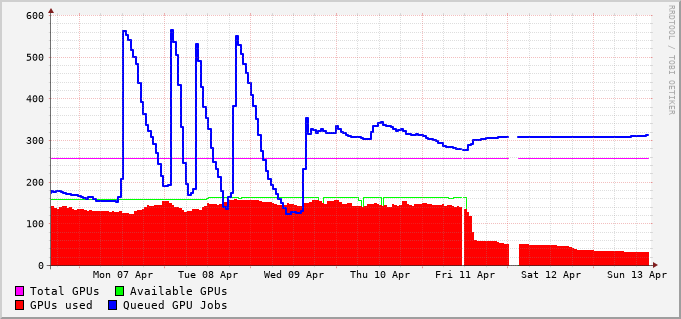 600
500
400
300
200
100
0
Mon 07 Apr Tue 08 Apr Wed 09 Apr Thu 10 Apr Fri 11 Apr Sat 12 Apr Sun 13 Apr
Total GPUs Available GPUs
GPUs used Queued GPU Jobs
RRDTOOL / TOBI OETIKER